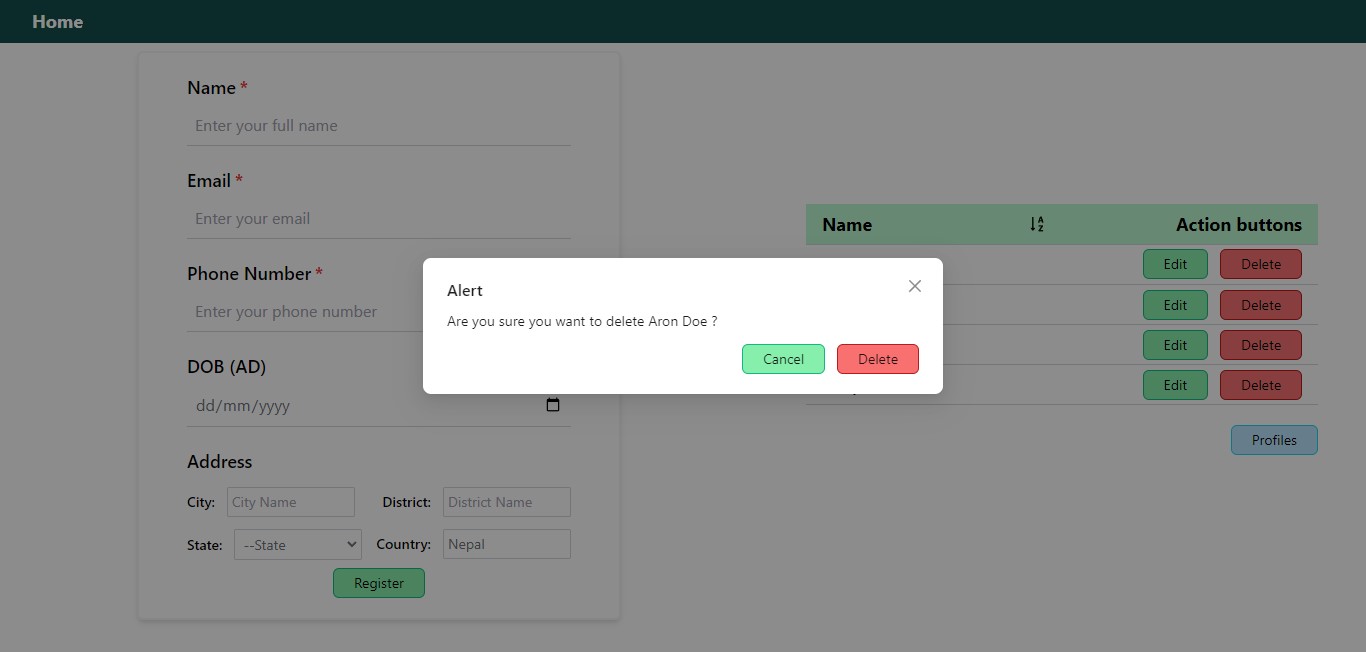 Home
Name *
Enter your full name
Email *
Enter your email
Phone Number *
Enter your phone number
DOB (AD)
dd/mm/yyyy
Address
City: City Name District: District Name
State: --State Country: Nepal
Register
Name Action buttons
Edit Delete
Edit Delete
Edit Delete
Edit Delete
Profiles
Alert
Are you sure you want to delete Aron Doe ?
Cancel Delete